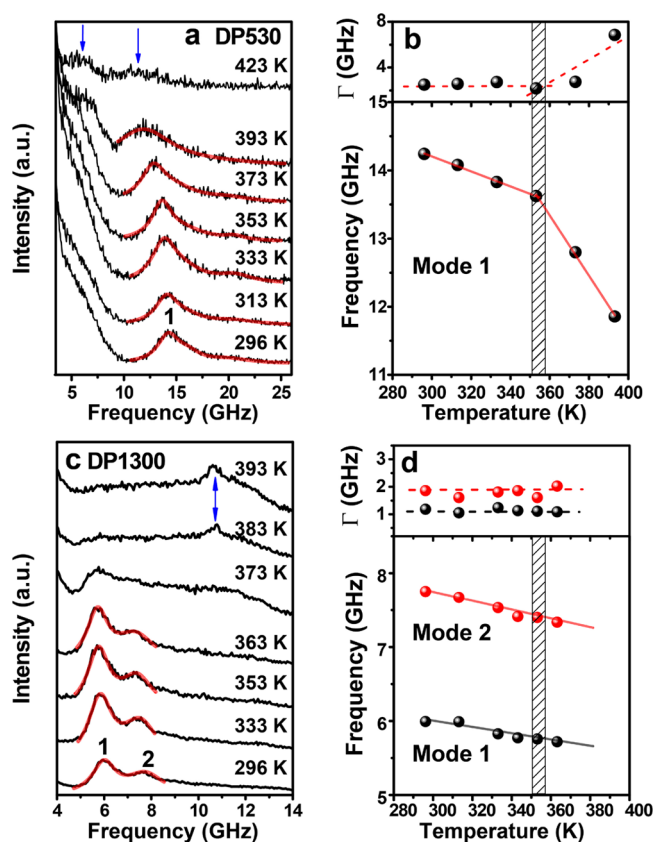 a DP530
423 K
393 K
373 K
353 K
333 K
313 K
1
296 K
Intensity (a.u.)
5 10 15 20 25
Frequency (GHz)
b
Γ (GHz)
8
2
15
14
13
12
11
Frequency (GHz)
Mode 1
280 300 320 340 360 380 400
Temperature (K)
c DP1300
393 K
383 K
373 K
363 K
353 K
333 K
1 2
296 K
Intensity (a.u.)
4 6 8 10 12 14
Frequency (GHz)
d
Γ (GHz)
3
2
1
8
7
6
5
Frequency (GHz)
Mode 2
Mode 1
280 300 320 340 360 380 400
Temperature (K)